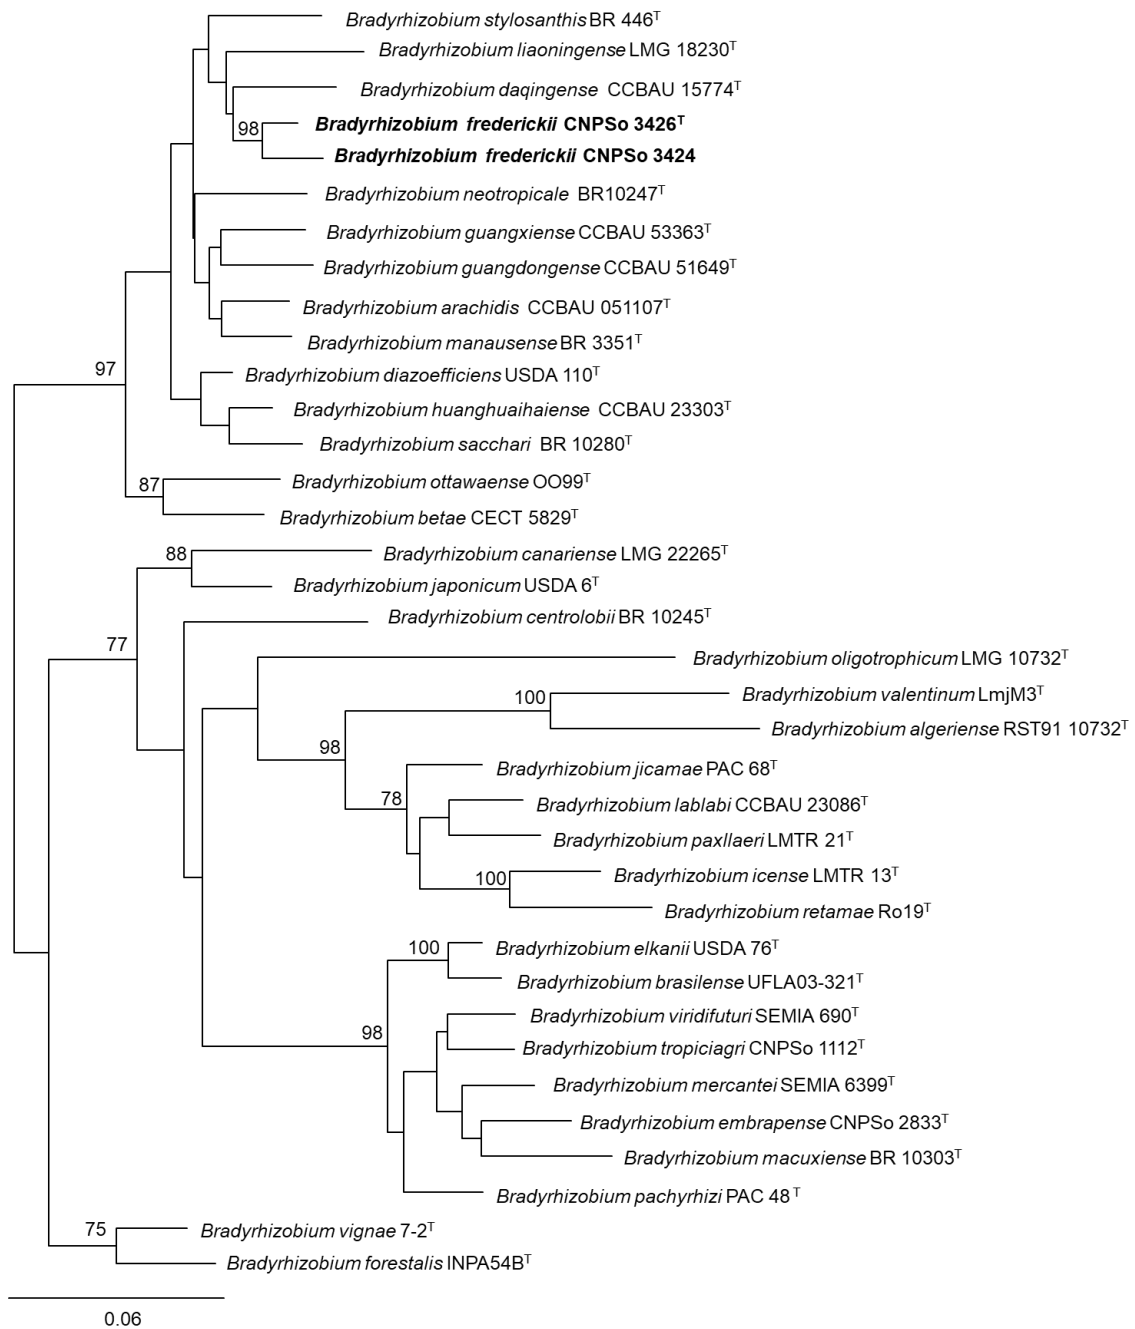 Bradyrhizobium stylosanthis BR 446T
Bradyrhizobium liaoningense LMG 18230T
Bradyrhizobium daqingense CCBAU 15774T
98
Bradyrhizobium frederickii CNPSo 3426T
Bradyrhizobium frederickii CNPSo 3424
Bradyrhizobium neotropicale BR10247T
Bradyrhizobium guangxiense CCBAU 53363T
Bradyrhizobium guangdongense CCBAU 51649T
Bradyrhizobium arachidis CCBAU 051107T
Bradyrhizobium manausense BR 3351T
97
Bradyrhizobium diazoefficiens USDA 110T
Bradyrhizobium huanghuaihaiense CCBAU 23303T
Bradyrhizobium sacchari BR 10280T
87
Bradyrhizobium ottawaense OO99T
Bradyrhizobium betae CECT 5829T
88
Bradyrhizobium canariense LMG 22265T
Bradyrhizobium japonicum USDA 6T
Bradyrhizobium centrolobii BR 10245T
77
Bradyrhizobium oligotrophicum LMG 10732T
100
Bradyrhizobium valentinum LmjM3T
Bradyrhizobium algeriense RST91 10732T
98
Bradyrhizobium jicamae PAC 68T
78
Bradyrhizobium lablabi CCBAU 23086T
Bradyrhizobium paxllaeri LMTR 21T
100
Bradyrhizobium icense LMTR 13T
Bradyrhizobium retamae Ro19T
100
Bradyrhizobium elkanii USDA 76T
Bradyrhizobium brasilense UFLA03-321T
98
Bradyrhizobium viridifuturi SEMIA 690T
Bradyrhizobium tropiciagri CNPSo 1112T
Bradyrhizobium mercantei SEMIA 6399T
Bradyrhizobium embrapense CNPSo 2833T
Bradyrhizobium macuxiense BR 10303T
Bradyrhizobium pachyrhizi PAC 48T
75
Bradyrhizobium vignae 7-2T
Bradyrhizobium forestalis INPA54BT
0.06